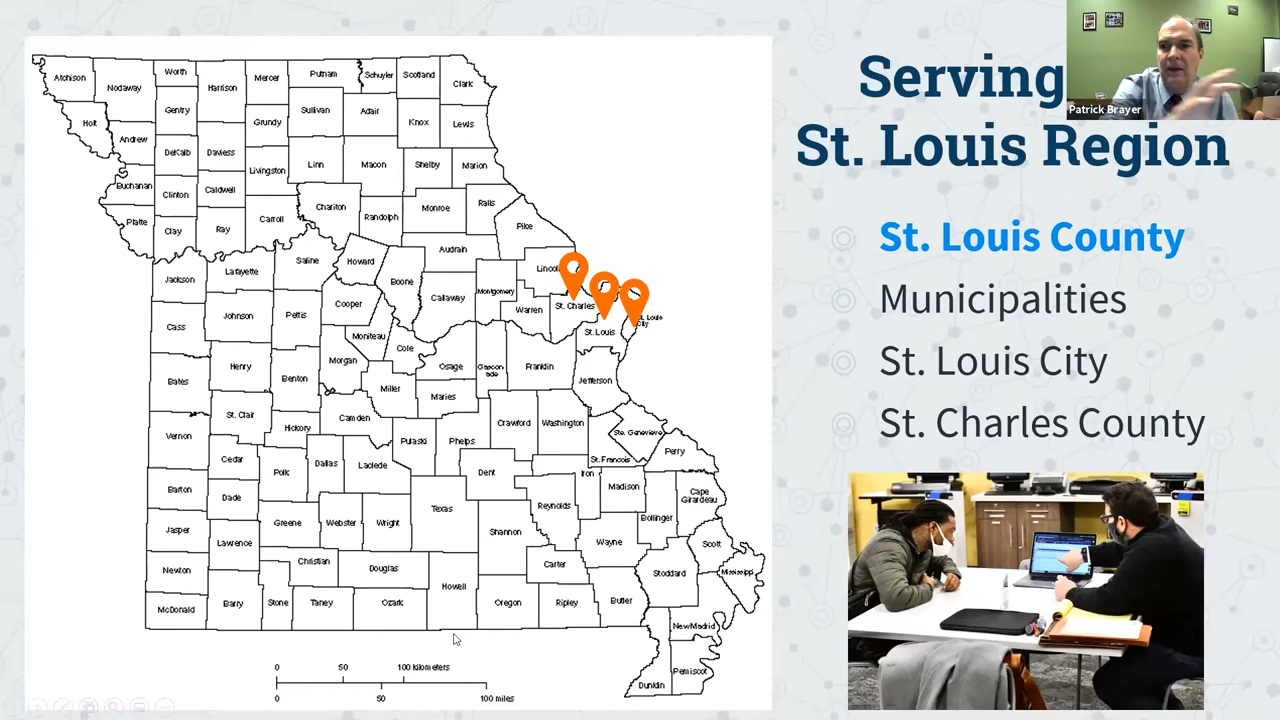 Serving
St. Louis Region
Patrick Brayer
St. Louis County
Municipalities
St. Louis City
St. Charles County
Atchison
Nodaway
Worth
Harrison
Mercer
Putnam
Schuyler
Scotland
Clark
Holt
Gentry
Grundy
Sullivan
Adair
Knox
Lewis
Andrew
DeKalb
Daviess
Livingston
Linn
Macon
Shelby
Marion
Buchanan
Clinton
Caldwell
Chariton
Randolph
Monroe
Ralls
Platte
Clay
Ray
Carroll
Pike
Audrain
Jackson
Lafayette
Saline
Howard
Boone
Callaway
Montgomery
Lincoln
Warren
St. Charles
St. Louis
City
St. Louis
Cass
Johnson
Pettis
Cooper
Moniteau
Cole
Osage
Gascon
ade
Franklin
Jefferson
Bates
Henry
Benton
Morgan
Miller
Maries
Vernon
St. Clair
Hickory
Camden
Pulaski
Phelps
Crawford
Washington
Ste. Genevieve
St. Francois
Perry
Cedar
Polk
Dallas
Laclede
Dent
Iron
Madison
Cape
Girardeau
Barton
Dade
Greene
Webster
Wright
Texas
Shannon
Reynolds
Bollinger
Jasper
Lawrence
Christian
Douglas
Wayne
Scott
Newton
Howell
Carter
Stoddard
Mississippi
McDonald
Barry
Stone
Taney
Ozark
Oregon
Ripley
Butler
New Madrid
Pemiscot
Dunklin
0 50 100 kilometers
0 50 100 miles